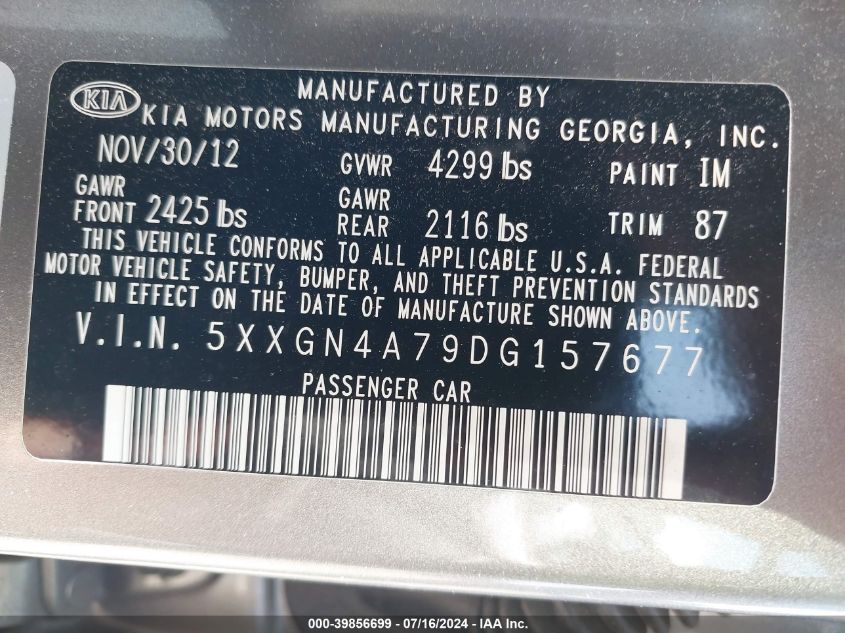 MANUFACTURED BY
KIA KIA MOTORS MANUFACTURING GEORGIA, INC.
NOV/30/12 GVWR 4299 lbs PAINT IM
GAWR FRONT 2425 lbs GAWR REAR 2116 lbs TRIM 87
THIS VEHICLE CONFORMS TO ALL APPLICABLE U.S.A. FEDERAL
MOTOR VEHICLE SAFETY, BUMPER, AND THEFT PREVENTION STANDARDS
IN EFFECT ON THE DATE OF MANUFACTURE SHOWN ABOVE.
V.I.N. 5XXGN4A79DG157677
PASSENGER CAR
000-39856699 - 07/16/2024 - © IAA Inc.